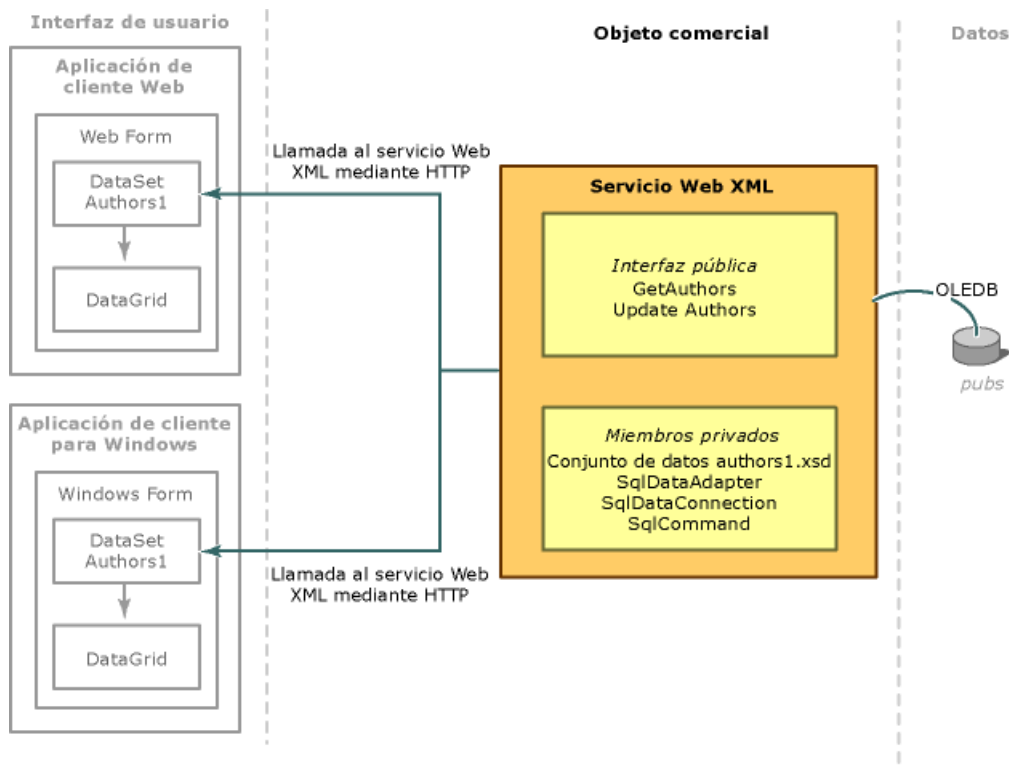 Interfaz de usuario
Objeto comercial
Datos
Aplicación de
cliente Web
Web Form
DataSet
Authors1
DataGrid
Llamada al servicio Web
XML mediante HTTP
Servicio Web XML
Interfaz pública
GetAuthors
Update Authors
OLEDB
pubs
Miembros privados
Conjunto de datos authors1.xsd
SqlDataAdapter
SqlDataConnection
SqlCommand
Aplicación de cliente
para Windows
Windows Form
DataSet
Authors1
DataGrid
Llamada al servicio Web
XML mediante HTTP